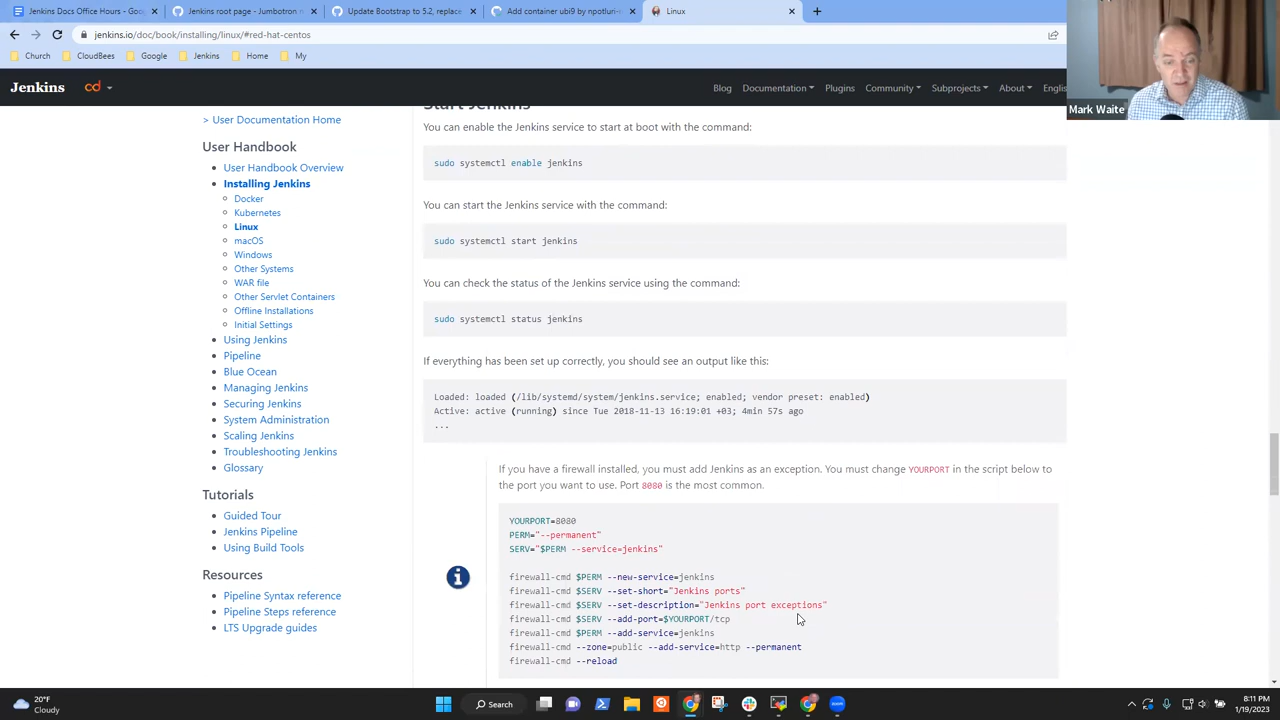 Jenkins Docs Office Hours - Goo
Jenkins root page - Jumbotron n
Update Bootstrap to 5.2, replace
Add container ubi9 by npotluri-r
Linux
jenkins.io/doc/book/installing/linux/#red-hat-centos
Church
CloudBees
Google
Jenkins
Home
My
Mark Waite
Jenkins
cd
Blog
Documentation
Plugins
Community
Subprojects
About
Englis
> User Documentation Home
User Handbook
User Handbook Overview
Installing Jenkins
Docker
Kubernetes
Linux
macOS
Windows
Other Systems
WAR file
Other Servlet Containers
Offline Installations
Initial Settings
Using Jenkins
Pipeline
Blue Ocean
Managing Jenkins
Securing Jenkins
System Administration
Scaling Jenkins
Troubleshooting Jenkins
Glossary
Tutorials
Guided Tour
Jenkins Pipeline
Using Build Tools
Resources
Pipeline Syntax reference
Pipeline Steps reference
LTS Upgrade guides
Start Jenkins
You can enable the Jenkins service to start at boot with the command:
sudo systemctl enable jenkins
You can start the Jenkins service with the command:
sudo systemctl start jenkins
You can check the status of the Jenkins service using the command:
sudo systemctl status jenkins
If everything has been set up correctly, you should see an output like this:
Loaded: loaded (/lib/systemd/system/jenkins.service; enabled; vendor preset: enabled)
Active: active (running) since Tue 2018-11-13 16:19:01 +03; 4min 57s ago
...
If you have a firewall installed, you must add Jenkins as an exception. You must change YOURPORT in the script below to
the port you want to use. Port 8080 is the most common.
YOURPORT=8080
PERM="--permanent"
SERV="$PERM --service=jenkins"
firewall-cmd $PERM --new-service=jenkins
firewall-cmd $SERV --set-short="Jenkins ports"
firewall-cmd $SERV --set-description="Jenkins port exceptions"
firewall-cmd $SERV --add-port=$YOURPORT/tcp
firewall-cmd $PERM --add-service=jenkins
firewall-cmd --zone=public --add-service=http --permanent
firewall-cmd --reload
20°F
Cloudy
Search
8:11 PM
1/19/2023